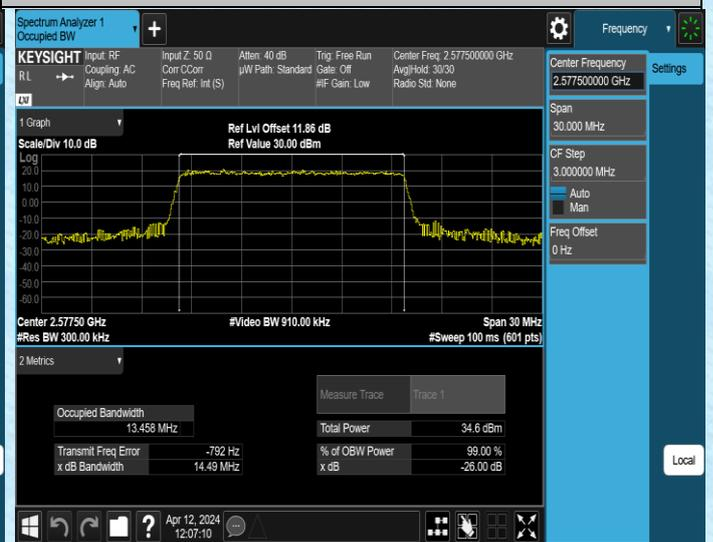 Spectrum Analyzer 1
Occupied BW
+
Frequency
KEYSIGHT
RL
LXI
Input: RF
Coupling: AC
Align: Auto
Input Z: 50 Ω
Corr CCorr
Freq Ref: Int (S)
Atten: 40 dB
µW Path: Standard
Trig: Free Run
Gate: Off
#IF Gain: Low
Center Freq: 2.577500000 GHz
Avg|Hold: 30/30
Radio Std: None
Center Frequency
2.577500000 GHz
Settings
Span
30.000 MHz
CF Step
3.000000 MHz
Auto
Man
Freq Offset
0 Hz
1 Graph
Scale/Div 10.0 dB
Ref Lvl Offset 11.86 dB
Ref Value 30.00 dBm
Log
20.0
10.0
0.00
-10.0
-20.0
-30.0
-40.0
-50.0
-60.0
Center 2.57750 GHz
#Video BW 910.00 kHz
Span 30 MHz
#Res BW 300.00 kHz
#Sweep 100 ms (601 pts)
2 Metrics
Measure Trace
Trace 1
Occupied Bandwidth
13.458 MHz
Total Power
34.6 dBm
Transmit Freq Error
-792 Hz
% of OBW Power
99.00 %
x dB Bandwidth
14.49 MHz
x dB
-26.00 dB
Local
?
Apr 12, 2024
12:07:10